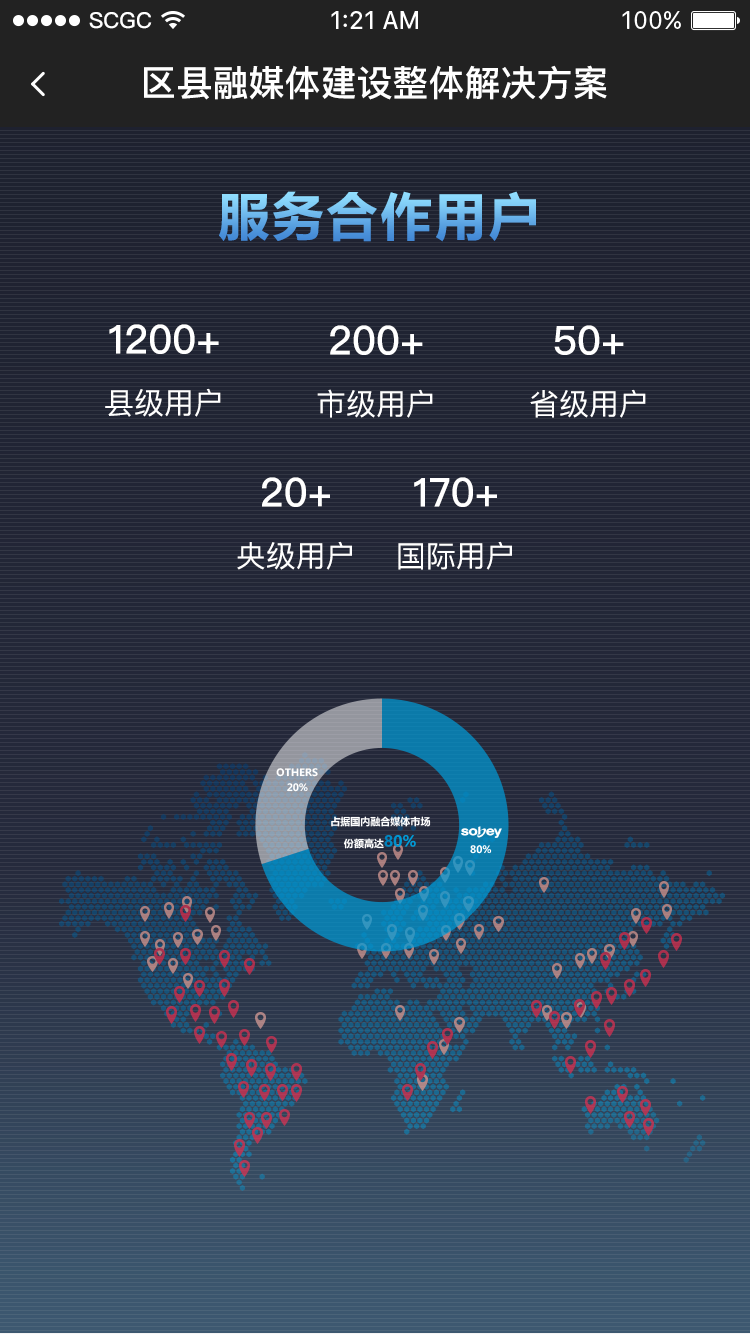 SCGC 1:21 AM 100%
区县融媒体建设整体解决方案
服务合作用户
1200+ 200+ 50+
县级用户 市级用户 省级用户
20+ 170+
央级用户 国际用户
OTHERS
20%
占据国内融合媒体市场
份额高达80%
sobey
80%